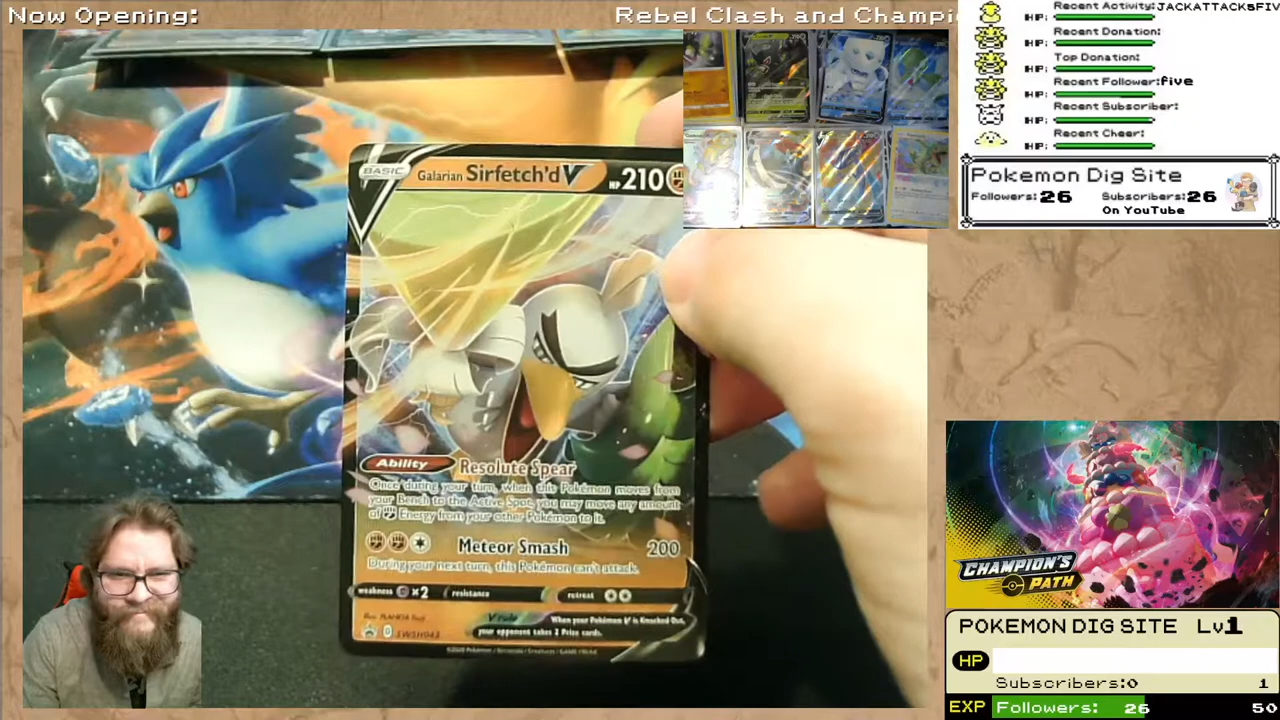 Now Opening:
Rebel Clash and Champi
Recent Activity: JACKATTACK5FIV
HP:
Recent Donation:
HP:
Top Donation:
HP:
Recent Follower: five
HP:
Recent Subscriber:
HP:
Recent Cheer:
HP:
Pokemon Dig Site
Followers: 26 Subscribers: 26
On YouTube
BASIC Galarian Sirfetch'd V HP 210
Ability Resolute Spear
Once during your turn, when this Pokémon moves from
your Bench to the Active Spot, you may move any amount
of Energy from your other Pokémon to it.
Meteor Smash 200
During your next turn, this Pokémon can't attack.
weakness ×2 resistance retreat
V rule When your Pokémon V is Knocked Out,
your opponent takes 2 Prize cards.
D SWSH043
CHAMPION'S
PATH
POKEMON DIG SITE Lv1
HP
Subscribers: 0 1
EXP Followers: 26 50